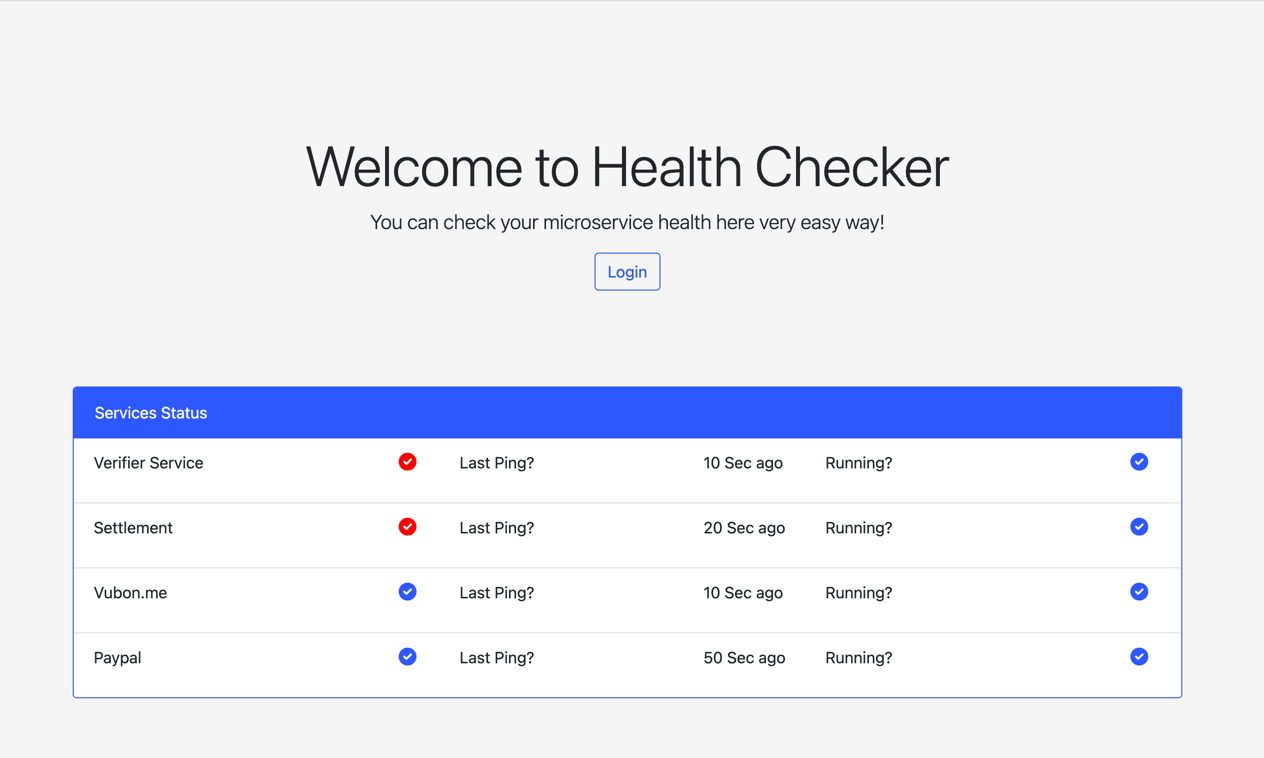 Welcome to Health Checker
You can check your microservice health here very easy way!
Login
Services Status
Verifier Service Last Ping? 10 Sec ago Running?
Settlement Last Ping? 20 Sec ago Running?
Vubon.me Last Ping? 10 Sec ago Running?
Paypal Last Ping? 50 Sec ago Running?